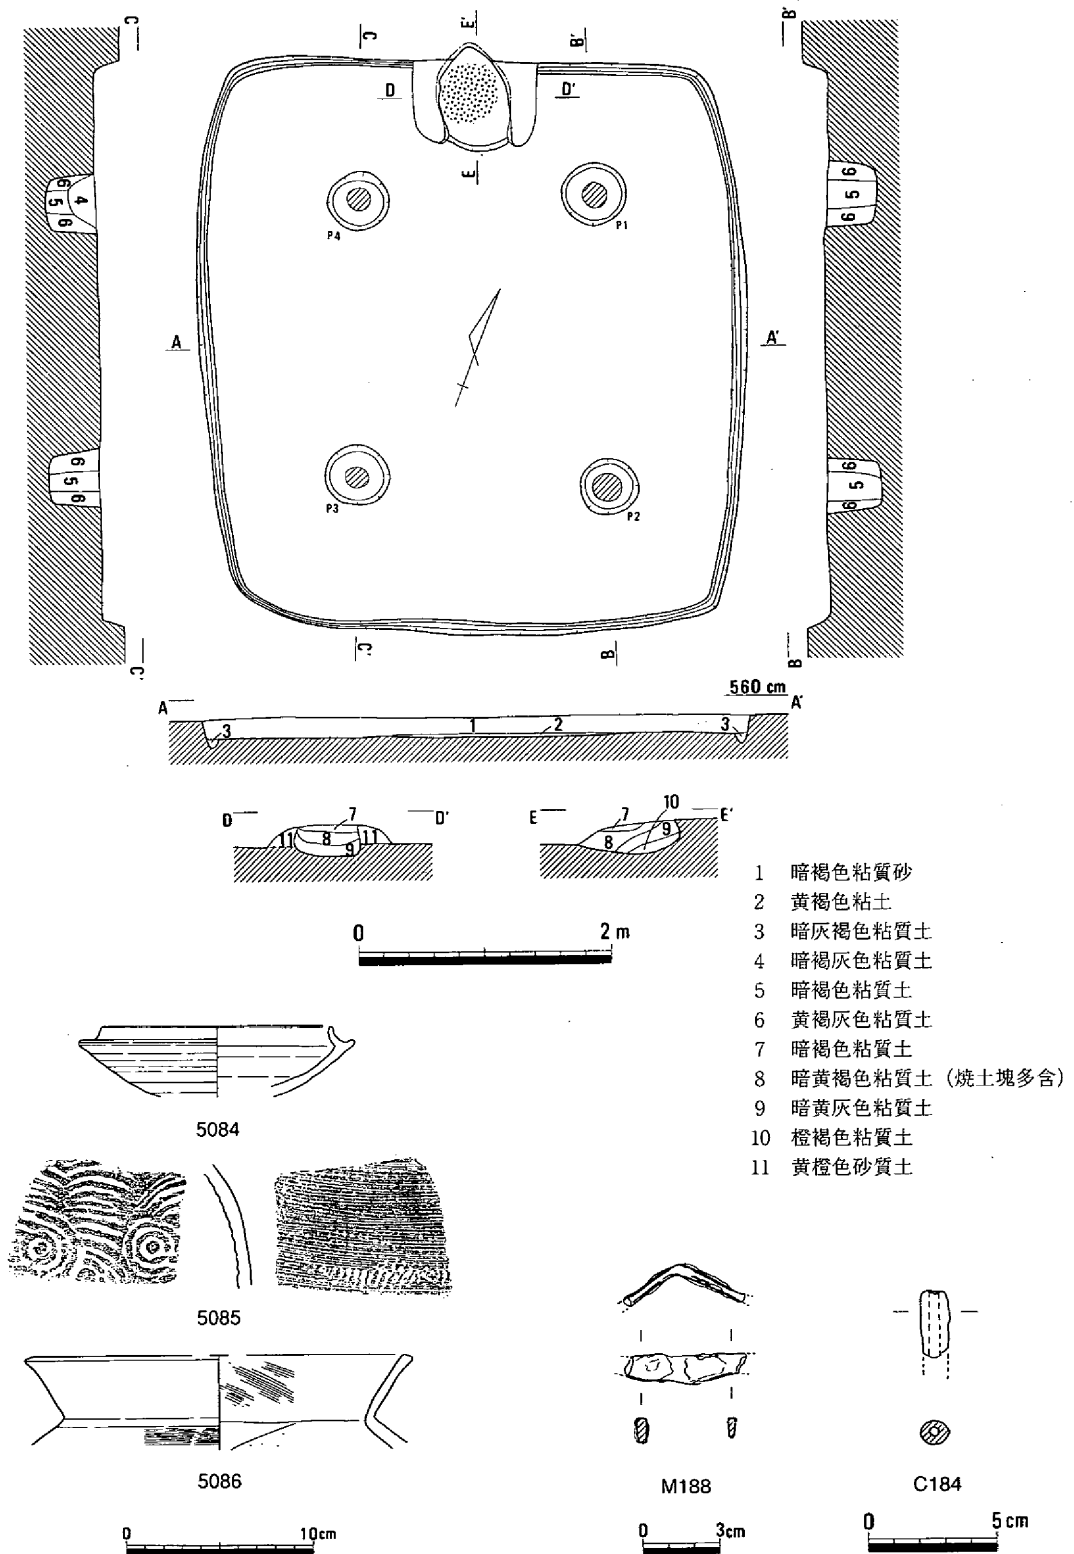 C C E' B' B'
D D'
E
6 5 6 4
6 5 6
P4 P1
A A'
6 5 6
6 5 6
P3 P2
C' C' B B
560 cm
A A'
3 1 2 3
D 7 D' E 10 E'
11 8 11 7 9
9 8
0 2 m
1 暗褐色粘質砂
2 黄褐色粘土
3 暗灰褐色粘質土
4 暗褐灰色粘質土
5 暗褐色粘質土
6 黄褐灰色粘質土
7 暗褐色粘質土
8 暗黄褐色粘質土（焼土塊多含）
9 暗黄灰色粘質土
10 橙褐色粘質土
11 黄橙色砂質土
5084
5085
5086
M188 C184
0 10cm
0 3cm
0 5cm